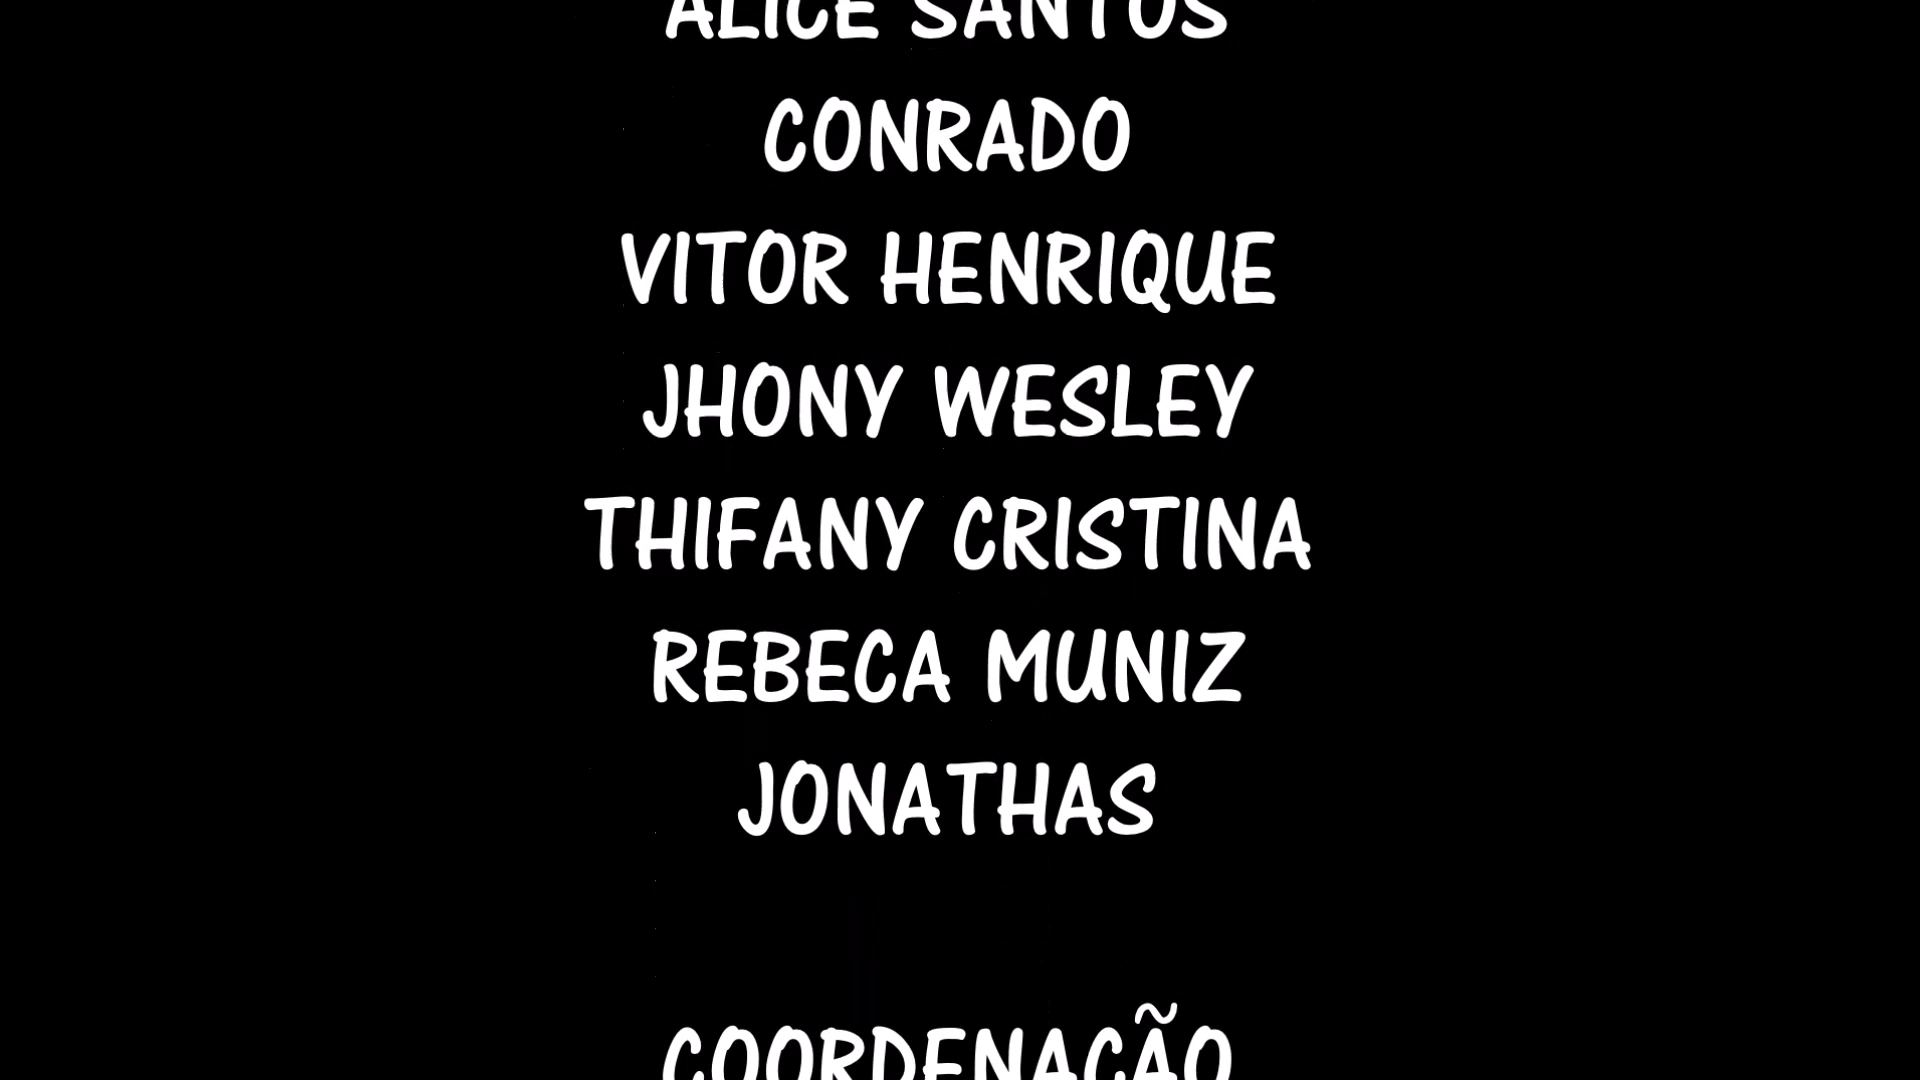 ALICE SANTOS
CONRADO
VITOR HENRIQUE
JHONY WESLEY
THIFANY CRISTINA
REBECA MUNIZ
JONATHAS
COORDENAÇÃO